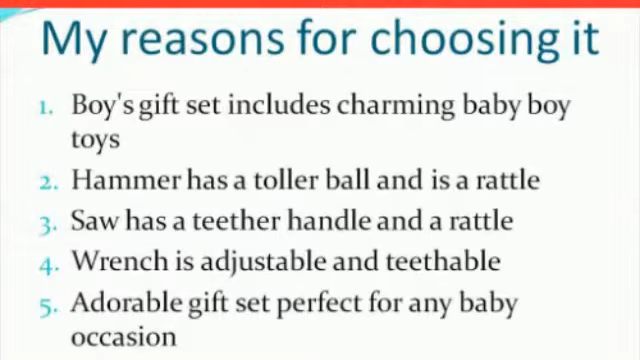 My reasons for choosing it
1. Boy's gift set includes charming baby boy
toys
2. Hammer has a toller ball and is a rattle
3. Saw has a teether handle and a rattle
4. Wrench is adjustable and teethable
5. Adorable gift set perfect for any baby
occasion